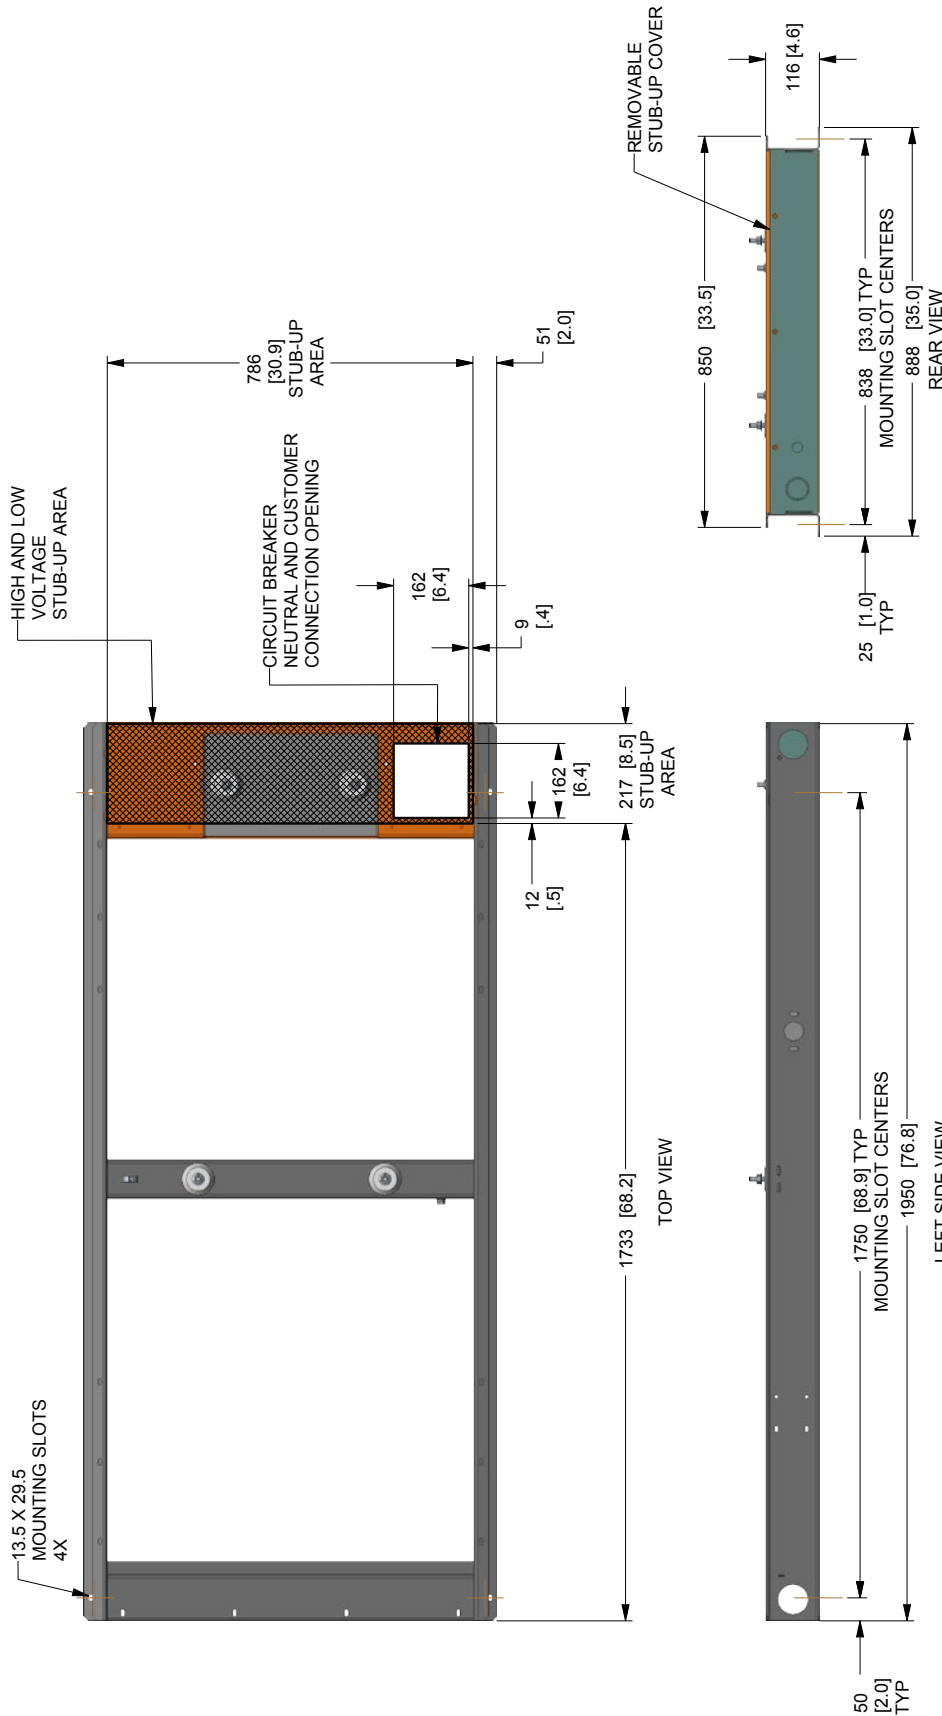 13.5 X 29.5
MOUNTING SLOTS
4X
HIGH AND LOW
VOLTAGE
STUB-UP AREA
CIRCUIT BREAKER
NEUTRAL AND CUSTOMER
CONNECTION OPENING
786
[30.9]
STUB-UP
AREA
51
[2.0]
162
[6.4]
9
[.4]
162
[6.4]
217 [8.5]
STUB-UP
AREA
12
[.5]
1733 [68.2]
TOP VIEW
50
[2.0]
TYP
1750 [68.9] TYP
MOUNTING SLOT CENTERS
1950 [76.8]
LEFT SIDE VIEW
REMOVABLE
STUB-UP COVER
116 [4.6]
850 [33.5]
838 [33.0] TYP
MOUNTING SLOT CENTERS
888 [35.0]
REAR VIEW
25 [1.0]
TYP